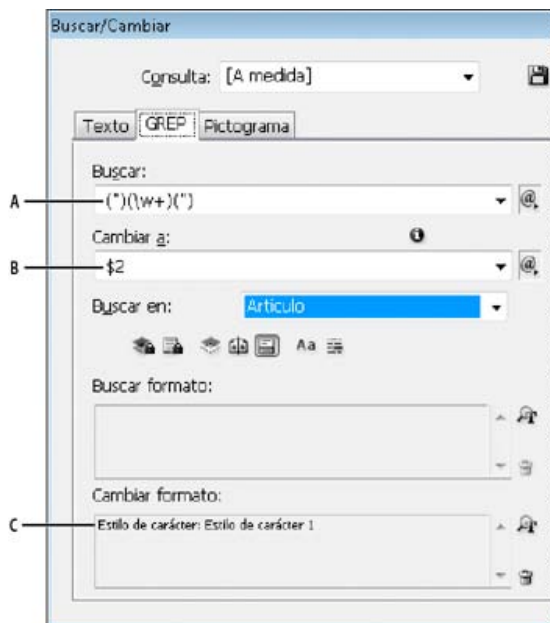 Buscar/Cambiar
Consulta: [A medida]
Texto GREP Pictograma
Buscar:
A (")(\w+)(")
Cambiar a:
B $2
Buscar en: Artículo
Aa
Buscar formato:
Cambiar formato:
C Estilo de carácter: Estilo de carácter 1